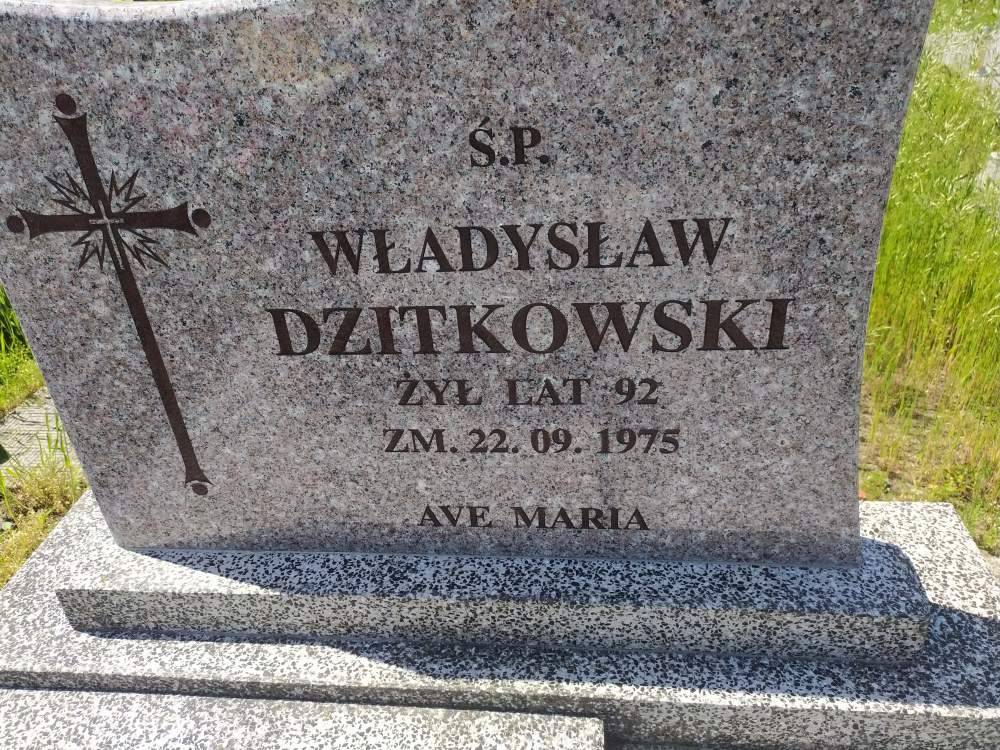 Ś.P.
WŁADYSŁAW
DZITKOWSKI
ŻYŁ LAT 92
ZM. 22. 09. 1975
AVE MARIA